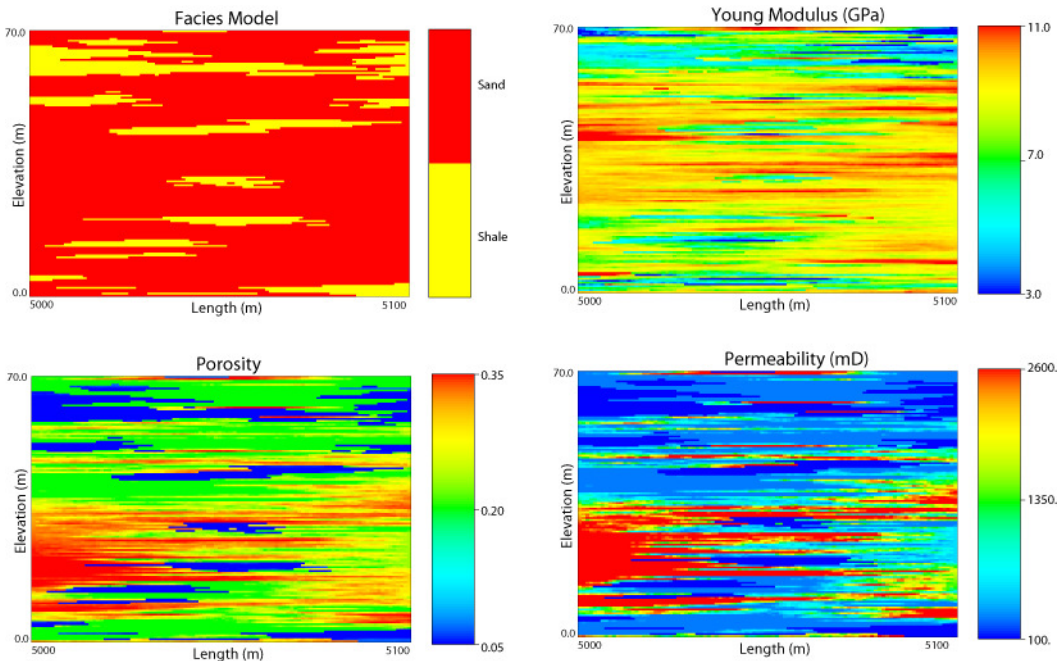 Facies Model
70.0
Elevation (m)
0.0
5000
Length (m)
5100
Sand
Shale
Young Modulus (GPa)
70.0
Elevation (m)
0.0
5000
Length (m)
5100
11.0
7.0
3.0
Porosity
70.0
Elevation (m)
0.0
5000
Length (m)
5100
0.35
0.20
0.05
Permeability (mD)
70.0
Elevation (m)
0.0
5000
Length (m)
5100
2600.
1350.
100.